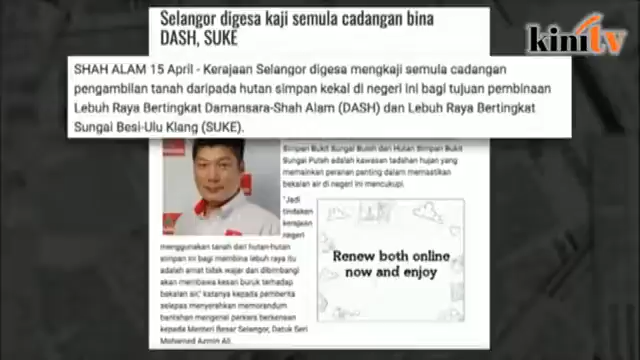 Selangor digesa kaji semula cadangan bina
DASH, SUKE
kinitv
SHAH ALAM 15 April - Kerajaan Selangor digesa mengkaji semula cadangan
pengambilan tanah daripada hutan simpan kekal di negeri ini bagi tujuan pembinaan
Lebuh Raya Bertingkat Damansara-Shah Alam (DASH) dan Lebuh Raya Bertingkat
Sungai Besi-Ulu Klang (SUKE).
Simpan Bukit Sungai Buloh dan Hutan Simpan Bukit
Sungai Puteh adalah kawasan tadahan hujan yang
memainkan peranan penting dalam memastikan
bekalan air di negeri ini mencukupi.
"Jadi
tindakan
kerajaan
negeri
menggunakan tanah dari hutan-hutan
simpan ini bagi membina lebuh raya itu
adalah amat tidak wajar dan dibimbangi
akan membawa kesan buruk terhadap
bekalan air," katanya kepada pemberita
selepas menyerahkan memorandum
bantahan mengenai perkara berkenaan
kepada Menteri Besar Selangor, Datuk Seri
Mohamed Azmin Ali.
Renew both online
now and enjoy